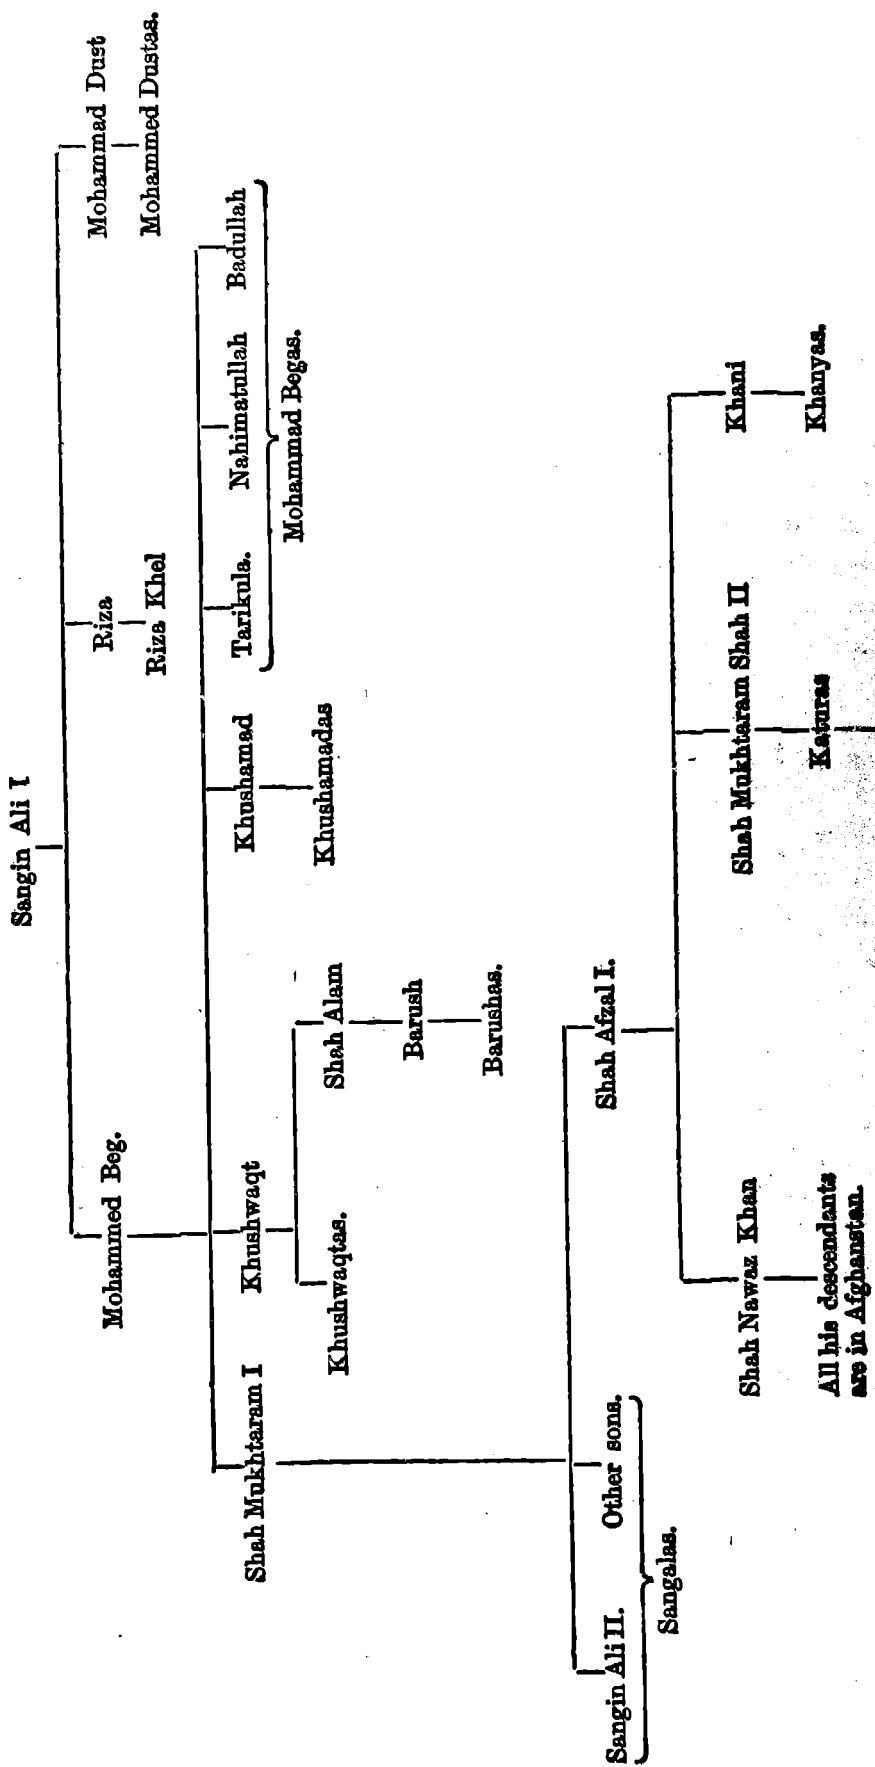 Sangin Ali I
Mohammed Beg.
Riza
Mohammad Dust
Riza Khel
Mohammed Dustas.
Shah Mukhtaram I
Khushwaqt
Khushamad
Tarikula.
Nahimatullah
Badullah
Khushwaqtas.
Shah Alam
Khushamadas
Mohammad Begas.
Barush
Barushas.
Sangin Ali II.
Other sons.
Shah Afzal I.
Sangalas.
Shah Nawaz Khan
Shah Mukhtaram Shah II
Khani
All his descendants
are in Afghanstan.
Katuras
Khanyas.